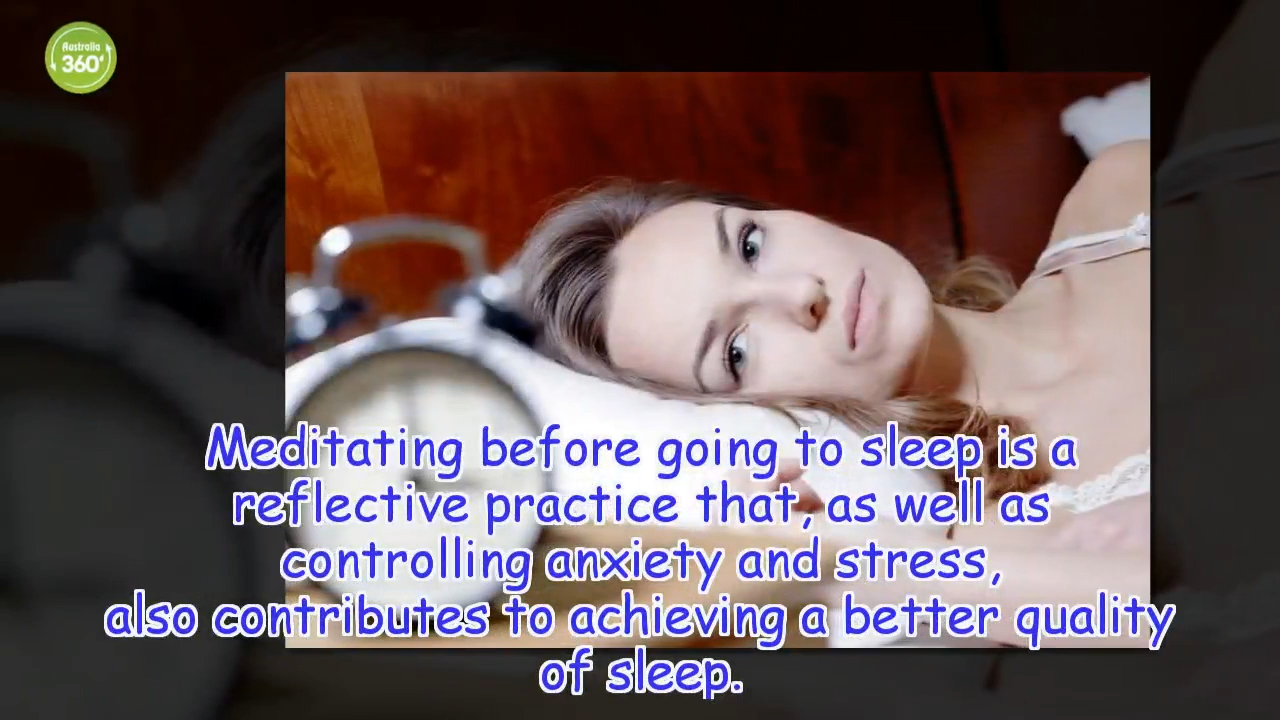 Australia
360°
Meditating before going to sleep is a
reflective practice that, as well as
controlling anxiety and stress,
also contributes to achieving a better quality
of sleep.